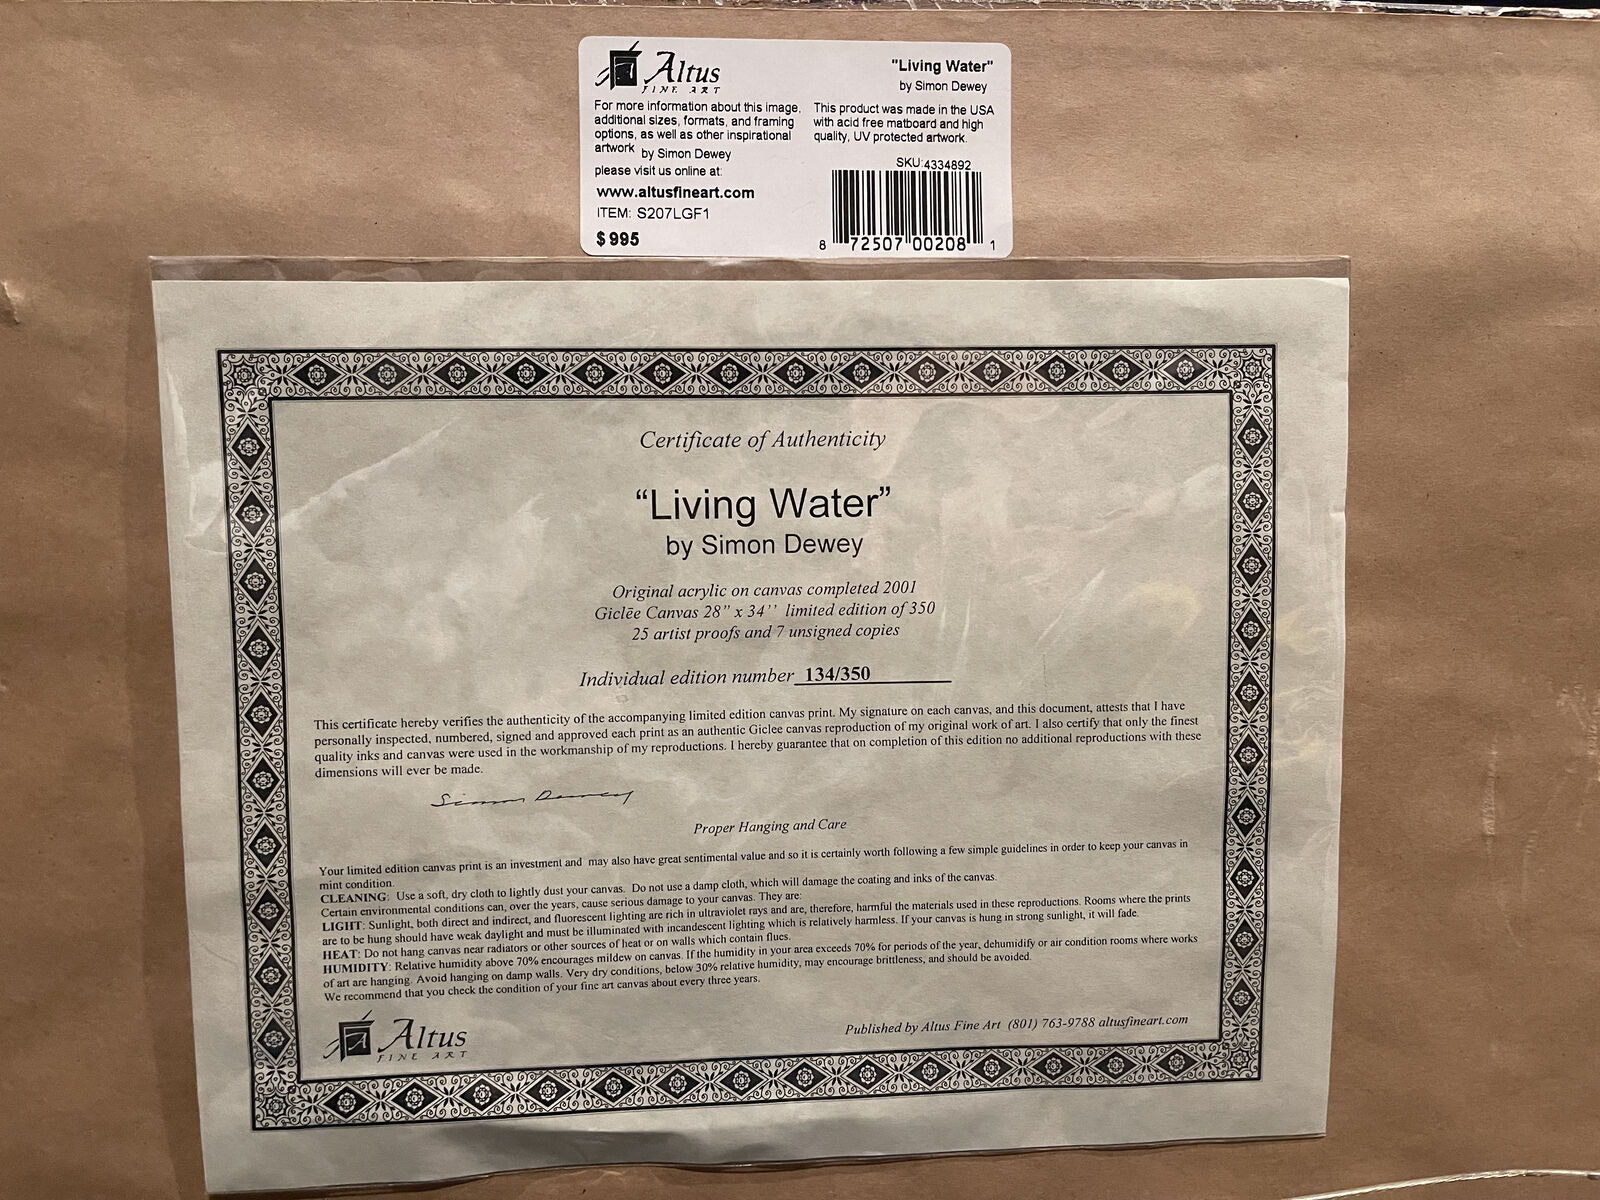 Altus
FINE ART
For more information about this image,
additional sizes, formats, and framing
options, as well as other inspirational
artwork by Simon Dewey
please visit us online at:
www.altusfineart.com
ITEM: S207LGF1
$995
"Living Water"
by Simon Dewey
This product was made in the USA
with acid free matboard and high
quality, UV protected artwork.
SKU:4334892
8 72507 00208 1
Certificate of Authenticity
“Living Water”
by Simon Dewey
Original acrylic on canvas completed 2001
Giclēe Canvas 28” x 34’’ limited edition of 350
25 artist proofs and 7 unsigned copies
Individual edition number 134/350
This certificate hereby verifies the authenticity of the accompanying limited edition canvas print. My signature on each canvas, and this document, attests that I have
personally inspected, numbered, signed and approved each print as an authentic Giclee canvas reproduction of my original work of art. I also certify that only the finest
quality inks and canvas were used in the workmanship of my reproductions. I hereby guarantee that on completion of this edition no additional reproductions with these
dimensions will ever be made.
Simon Dewey
Proper Hanging and Care
Your limited edition canvas print is an investment and may also have great sentimental value and so it is certainly worth following a few simple guidelines in order to keep your canvas in
mint condition.
CLEANING: Use a soft, dry cloth to lightly dust your canvas. Do not use a damp cloth, which will damage the coating and inks of the canvas.
Certain environmental conditions can, over the years, cause serious damage to your canvas. They are:
LIGHT: Sunlight, both direct and indirect, and fluorescent lighting are rich in ultraviolet rays and are, therefore, harmful the materials used in these reproductions. Rooms where the prints
are to be hung should have weak daylight and must be illuminated with incandescent lighting which is relatively harmless. If your canvas is hung in strong sunlight, it will fade.
HEAT: Do not hang canvas near radiators or other sources of heat or on walls which contain flues.
HUMIDITY: Relative humidity above 70% encourages mildew on canvas. If the humidity in your area exceeds 70% for periods of the year, dehumidify or air condition rooms where works
of art are hanging. Avoid hanging on damp walls. Very dry conditions, below 30% relative humidity, may encourage brittleness, and should be avoided.
We recommend that you check the condition of your fine art canvas about every three years.
Altus
FINE ART
Published by Altus Fine Art (801) 763-9788 altusfineart.com